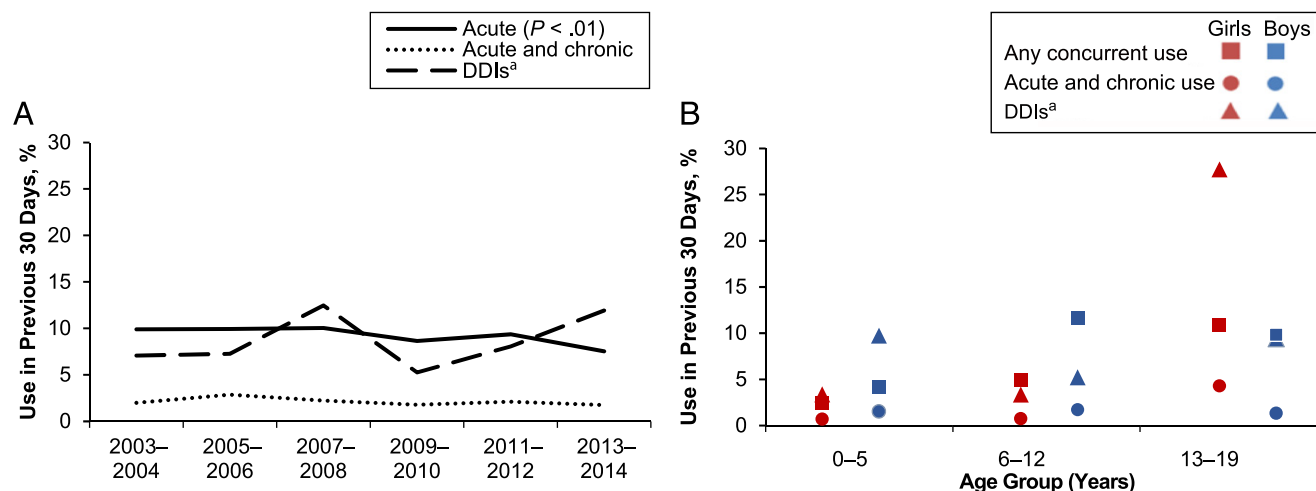 Acute (P < .01)
Acute and chronic
DDIsᵃ
A
Use in Previous 30 Days, %
30
25
20
15
10
5
0
2003–
2004
2005–
2006
2007–
2008
2009–
2010
2011–
2012
2013–
2014
Girls Boys
Any concurrent use
Acute and chronic use
DDIsᵃ
B
Use in Previous 30 Days, %
30
25
20
15
10
5
0
0–5 6–12 13–19
Age Group (Years)